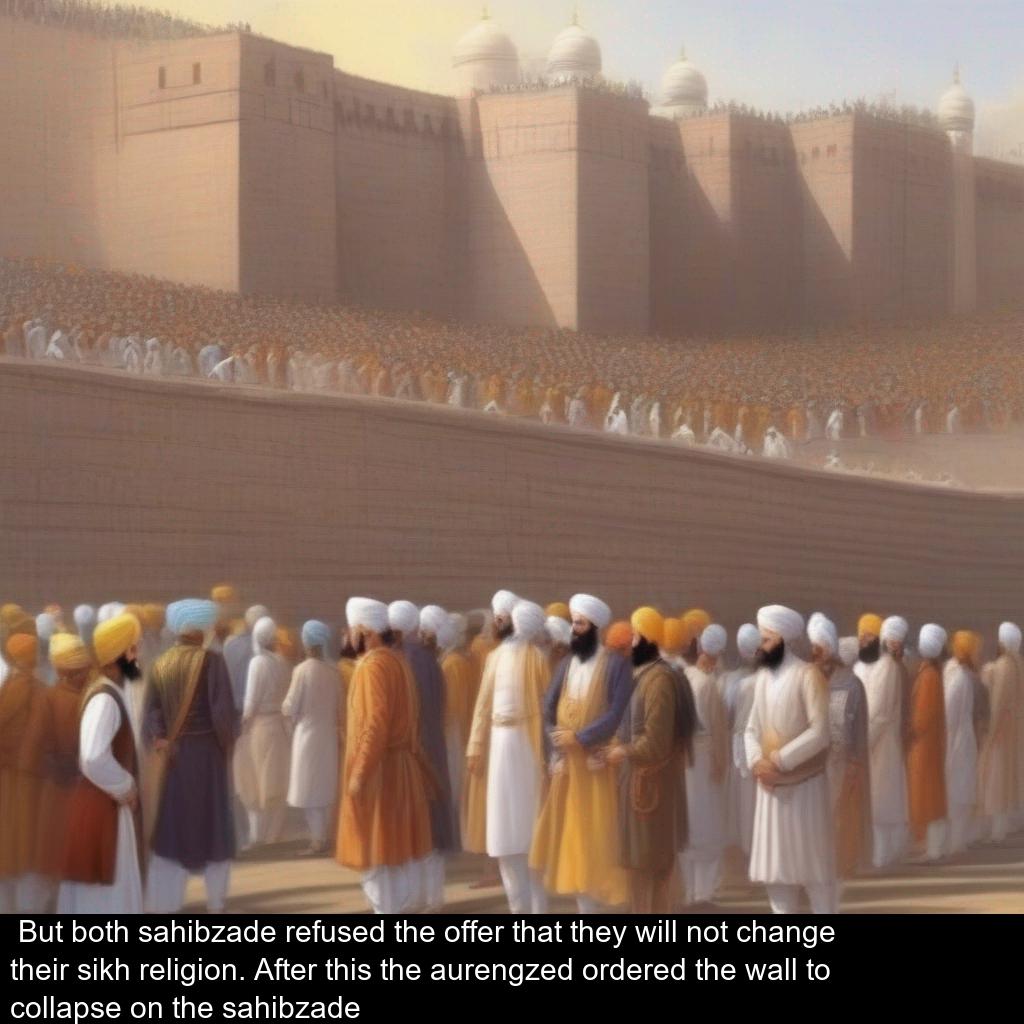 But both sahibzade refused the offer that they will not change
their sikh religion. After this the aurengzed ordered the wall to
collapse on the sahibzade